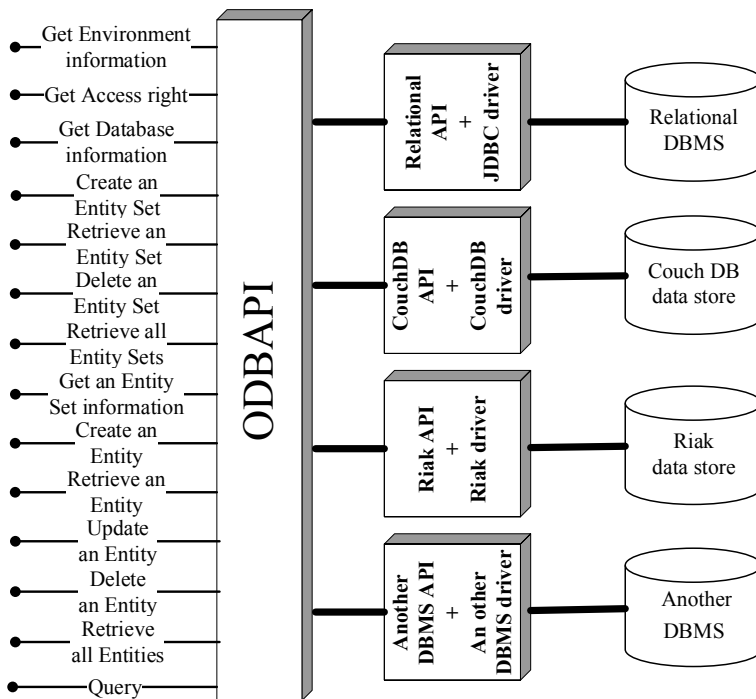 Get Environment
information
Get Access right
Get Database
information
Create an
Entity Set
Retrieve an
Entity Set
Delete an
Entity Set
Retrieve all
Entity Sets
Get an Entity
Set information
Create an
Entity
Retrieve an
Entity
Update
an Entity
Delete
an Entity
Retrieve
all Entities
Query
ODBAPI
Relational
API
+
JDBC driver
Relational
DBMS
CouchDB
API
+
CouchDB
driver
Couch DB
data store
Riak API
+
Riak driver
Riak
data store
Another
DBMS API
+
An other
DBMS driver
Another
DBMS